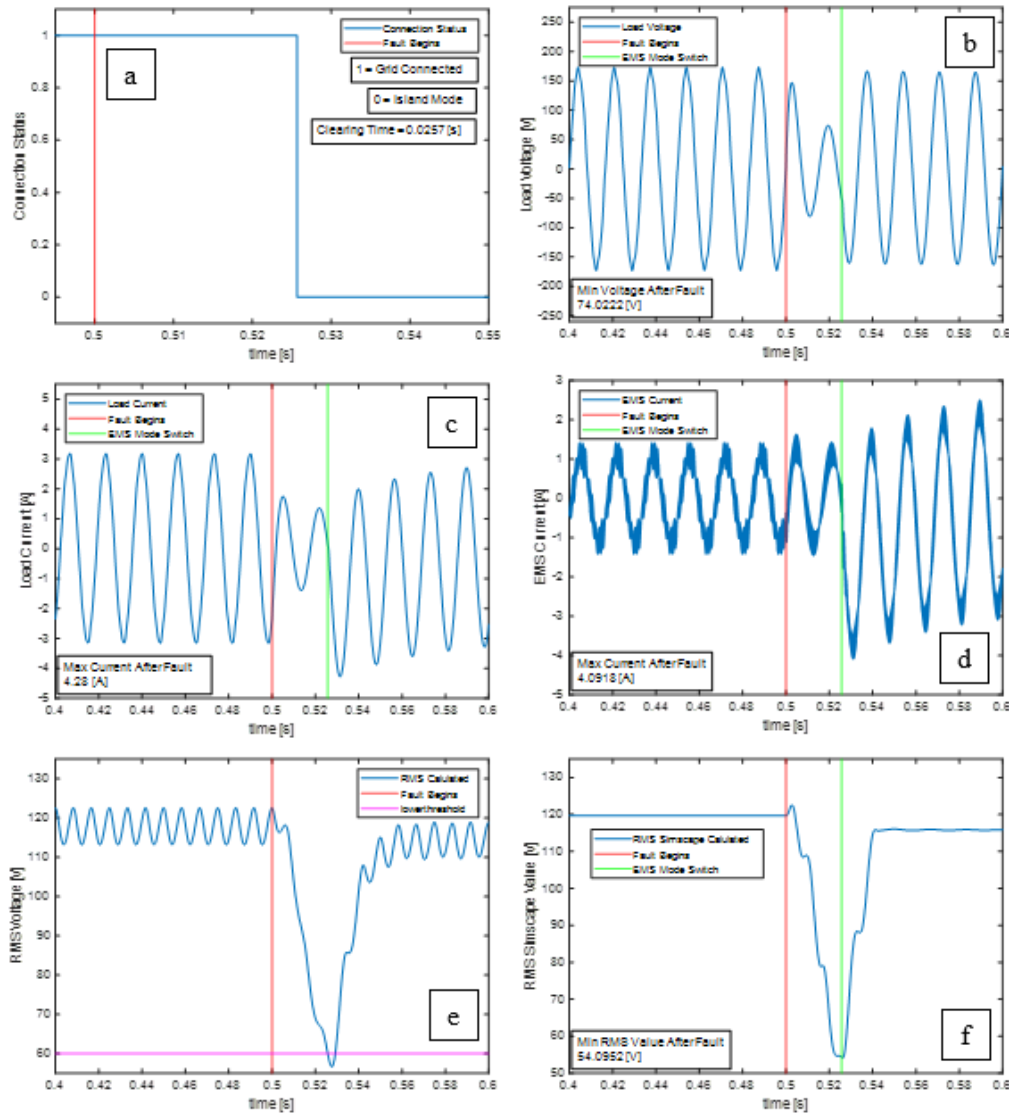 Connection Status
Fault Begins
1 = Grid Connected
0 = Island Mode
Clearing Time = 0.0257 [s]
a
Connection Status
1
0.8
0.6
0.4
0.2
0
0.5 0.51 0.52 0.53 0.54 0.55
time [s]
Load Voltage
Fault Begins
EMS Mode Switch
b
Load Voltage [V]
250
200
150
100
50
0
-50
-100
-150
-200
-250
Min Voltage After Fault
74.0222 [V]
0.4 0.42 0.44 0.46 0.48 0.5 0.52 0.54 0.56 0.58 0.6
time [s]
Load Current
Fault Begins
EMS Mode Switch
c
Load Current [A]
5
4
3
2
1
0
-1
-2
-3
-4
-5
Max Current After Fault
4.28 [A]
0.4 0.42 0.44 0.46 0.48 0.5 0.52 0.54 0.56 0.58 0.6
time [s]
EMS Current
Fault Begins
EMS Mode Switch
d
EMS Current [A]
3
2
1
0
-1
-2
-3
-4
-5
Max Current After Fault
4.0918 [A]
0.4 0.42 0.44 0.46 0.48 0.5 0.52 0.54 0.56 0.58 0.6
time [s]
RMS Calulated
Fault Begins
lowerthreshold
e
RMS Voltage [V]
130
120
110
100
90
80
70
60
0.4 0.42 0.44 0.46 0.48 0.5 0.52 0.54 0.56 0.58 0.6
time [s]
RMS Simscape Calulated
Fault Begins
EMS Mode Switch
f
RMS Simscape Value [V]
130
120
110
100
90
80
70
60
50
Min RMS Value After Fault
54.0952 [V]
0.4 0.42 0.44 0.46 0.48 0.5 0.52 0.54 0.56 0.58 0.6
time [s]